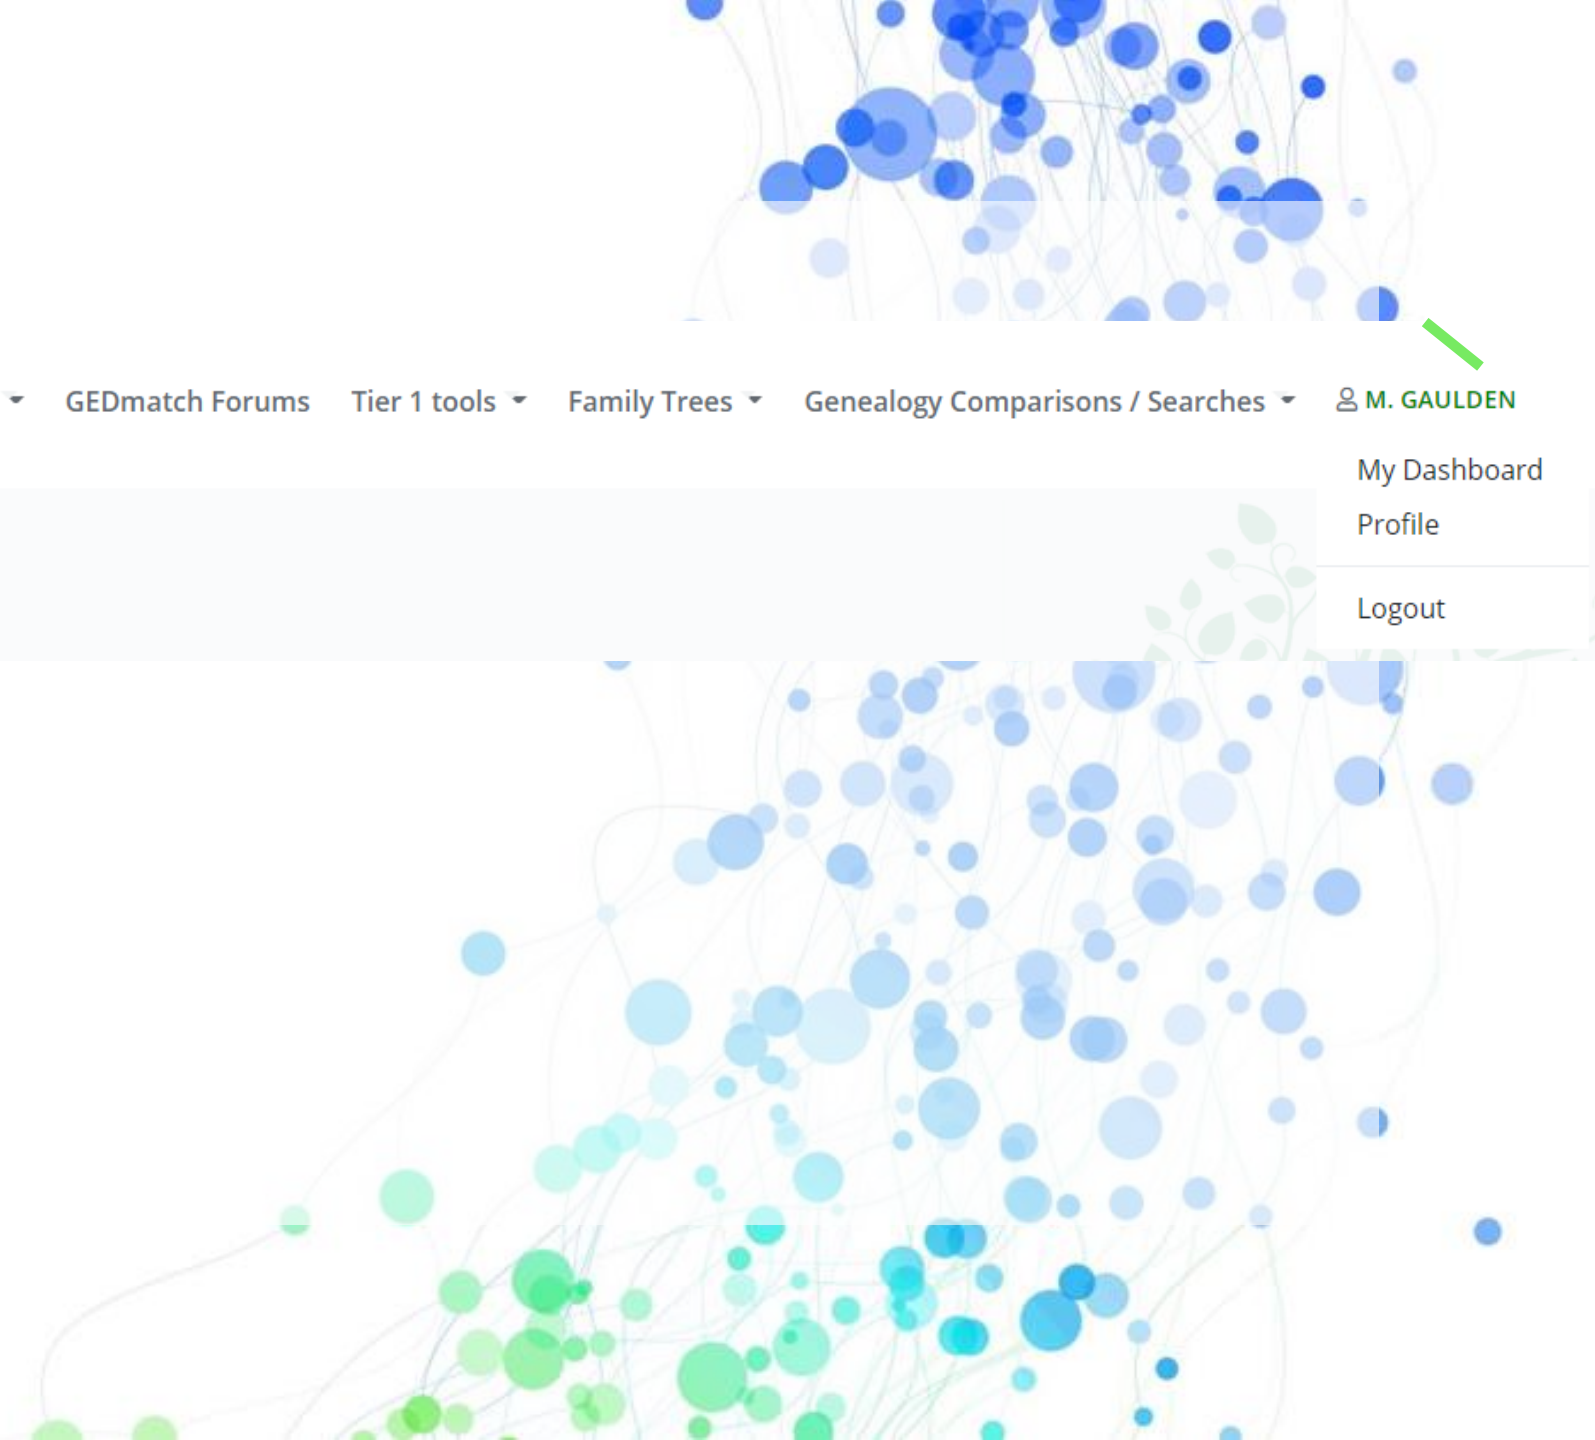 GEDmatch Forums Tier 1 tools Family Trees Genealogy Comparisons / Searches M. GAULDEN
My Dashboard
Profile
Logout